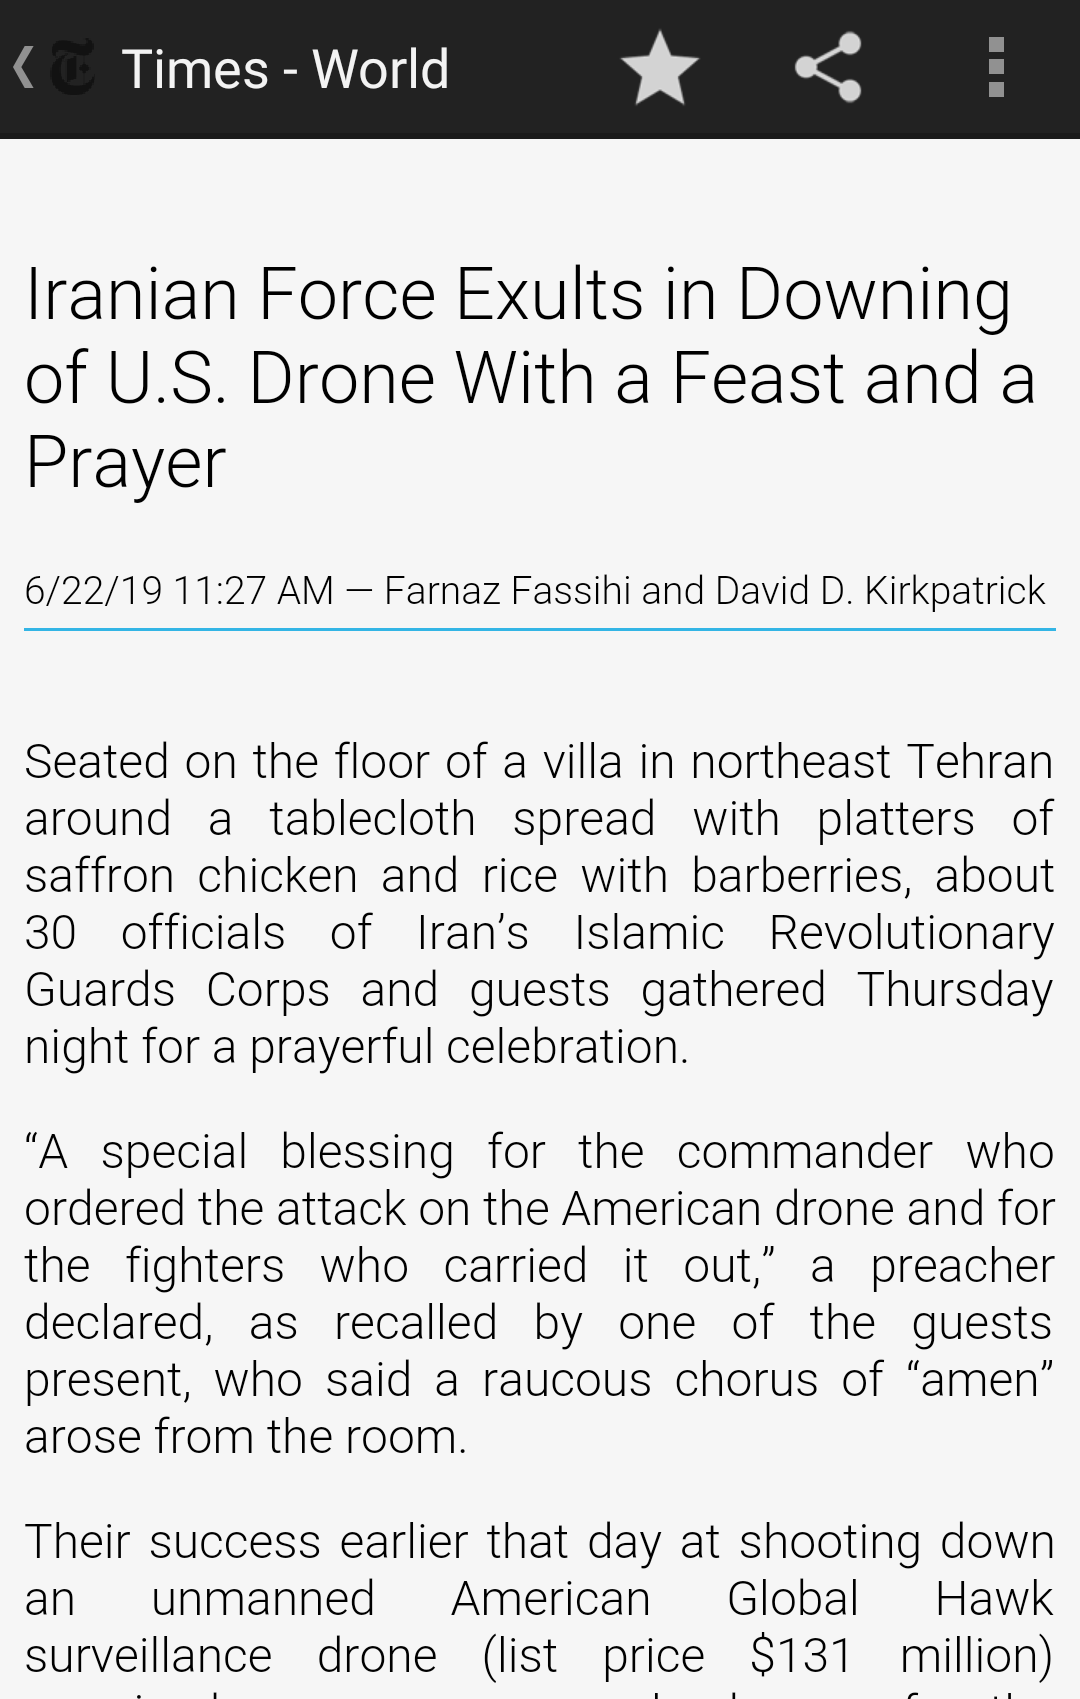 Times - World
Iranian Force Exults in Downing
of U.S. Drone With a Feast and a
Prayer
6/22/19 11:27 AM — Farnaz Fassihi and David D. Kirkpatrick
Seated on the floor of a villa in northeast Tehran
around a tablecloth spread with platters of
saffron chicken and rice with barberries, about
30 officials of Iran’s Islamic Revolutionary
Guards Corps and guests gathered Thursday
night for a prayerful celebration.
“A special blessing for the commander who
ordered the attack on the American drone and for
the fighters who carried it out,” a preacher
declared, as recalled by one of the guests
present, who said a raucous chorus of “amen”
arose from the room.
Their success earlier that day at shooting down
an unmanned American Global Hawk
surveillance drone (list price $131 million)